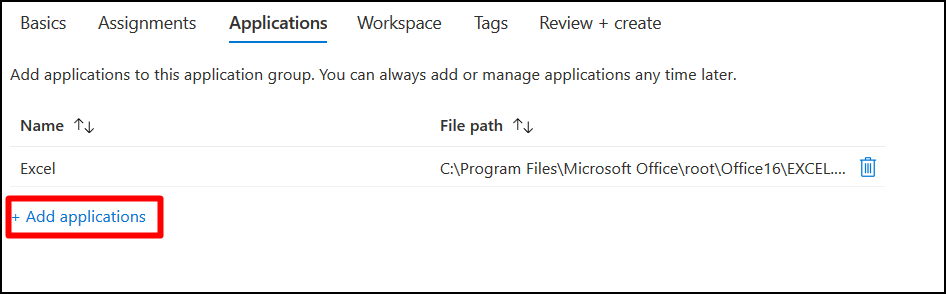 Basics Assignments Applications Workspace Tags Review + create
Add applications to this application group. You can always add or manage applications any time later.
Name ↑↓ File path ↑↓
Excel C:\Program Files\Microsoft Office\root\Office16\EXCEL....
+ Add applications